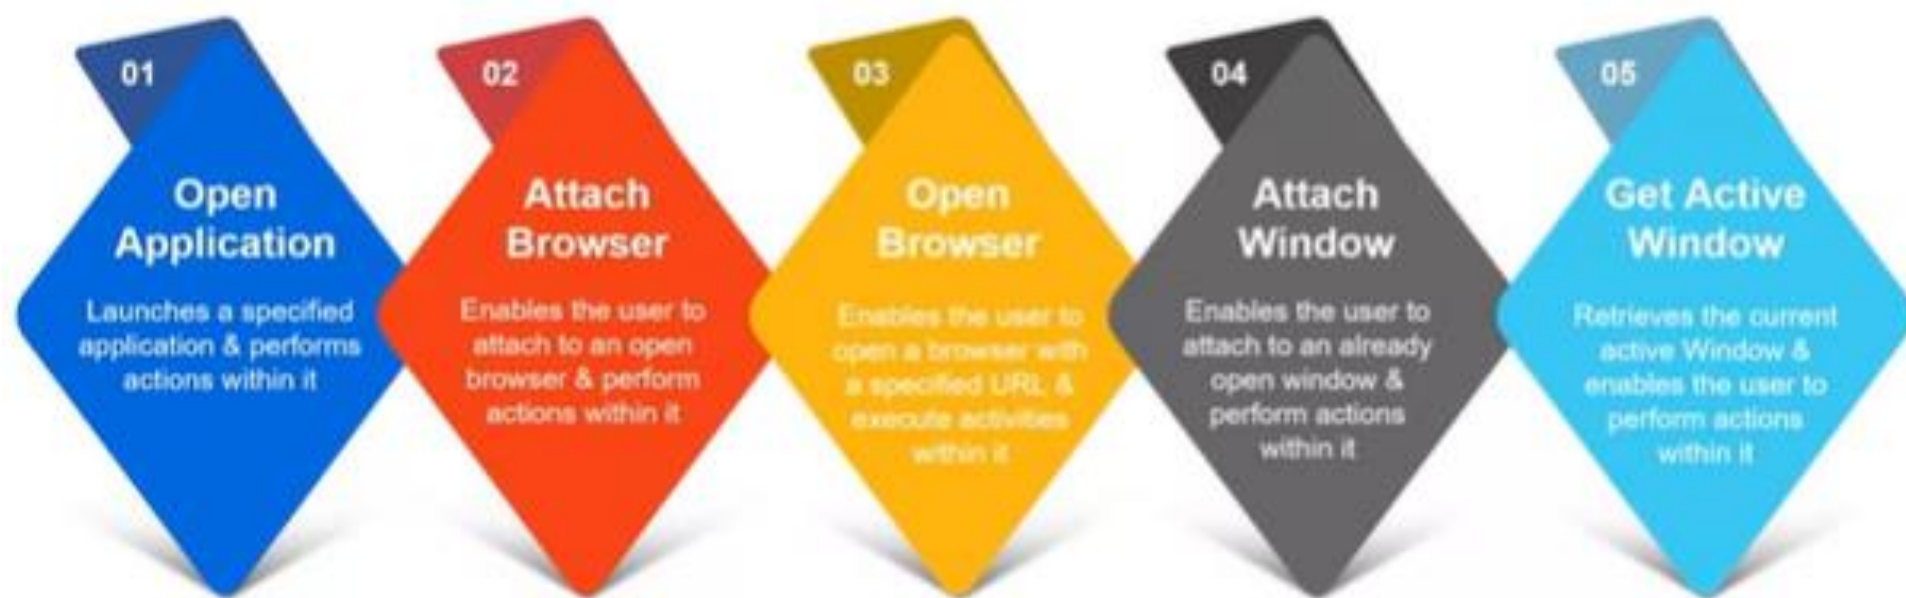 01
Open
Application
Launches a specified
application & performs
actions within it
02
Attach
Browser
Enables the user to
attach to an open
browser & perform
actions within it
03
Open
Browser
Enables the user to
open a browser with
a specified URL &
execute activities
within it
04
Attach
Window
Enables the user to
attach to an already
open window &
perform actions
within it
05
Get Active
Window
Retrieves the current
active Window &
enables the user to
perform actions
within it